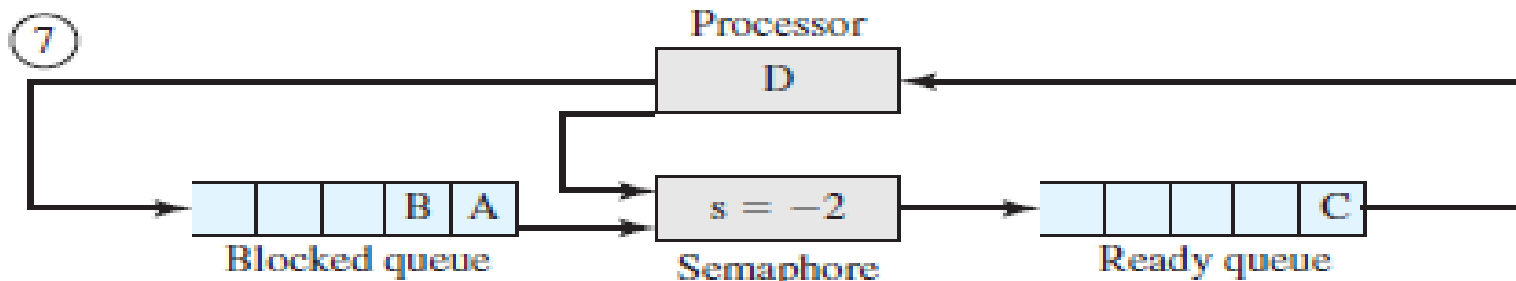 7
Processor
D
B A
s = −2
C
Blocked queue
Semaphore
Ready queue